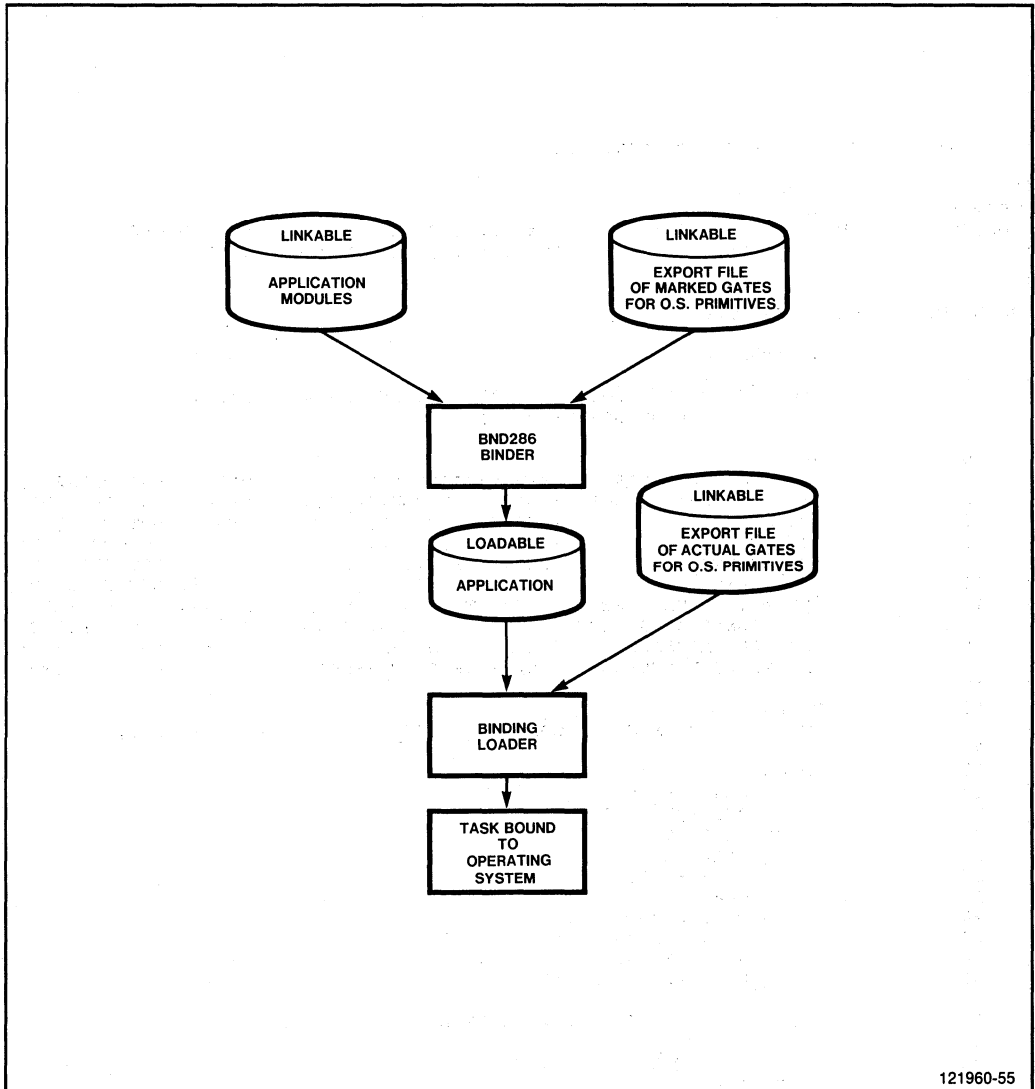 LINKABLE
APPLICATION
MODULES
LINKABLE
EXPORT FILE
OF MARKED GATES
FOR O.S. PRIMITIVES
BND286
BINDER
LOADABLE
APPLICATION
LINKABLE
EXPORT FILE
OF ACTUAL GATES
FOR O.S. PRIMITIVES
BINDING
LOADER
TASK BOUND
TO
OPERATING
SYSTEM
121960-55